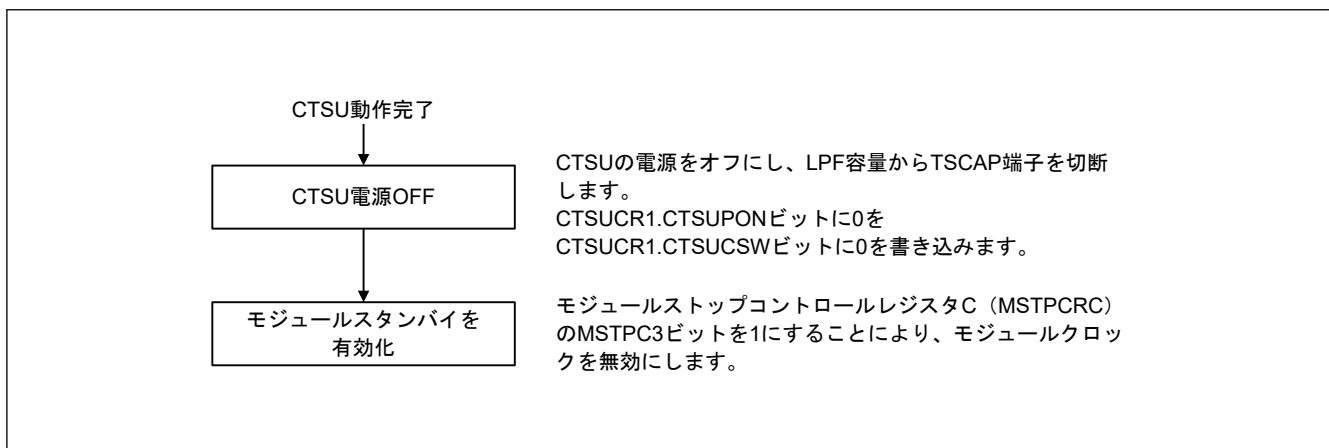 CTSU動作完了
CTSU電源OFF
CTSUの電源をオフにし、LPF容量からTSCAP端子を切断
します。
CTSUCR1.CTSUPONビットに0を
CTSUCR1.CTSUCSWビットに0を書き込みます。
モジュールスタンバイを
有効化
モジュールストップコントロールレジスタC（MSTPCRC）
のMSTPC3ビットを1にすることにより、モジュールクロッ
クを無効にします。